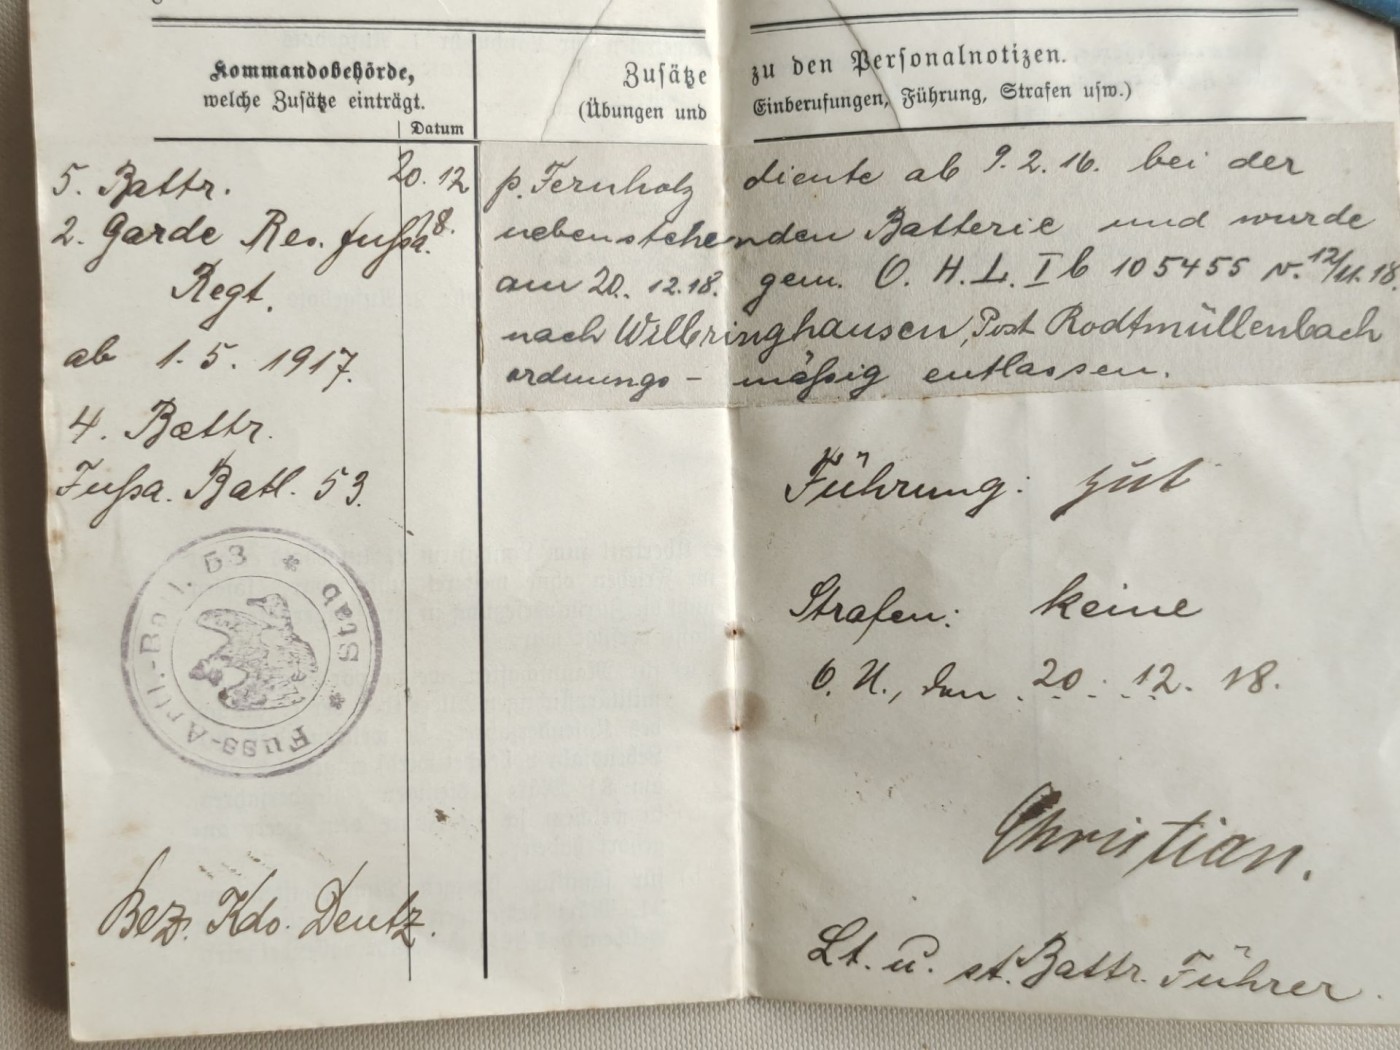 Kommandobehörde,
welche Zusätze einträgt.
Datum
Zusätze zu den Personalnotizen.
(Übungen und Einberufungen, Führung, Strafen usw.)
5. Battr.
20. 12
2. Garde Res. Fußa.
18.
Regt.
ab 1. 5. 1917.
4. Battr.
Fußa. Batl. 53.
Fuss-Artl.-Batl. 53 * Stab *
Bez. Kdo. Deutz.
p. Fernholz diente ab 9. 2. 16. bei der
nebenstehenden Batterie und wurde
am 20. 12. 18. gem. O. H. L. I b 105455 v. 12/11. 18.
nach Wilbringhausen, Post Rodtmüllenbach
ordnungs- mäßig entlassen.
Führung: gut
Strafen: keine
O. U., den 20. 12. 18.
Christian.
Lt. u. st. Battr. Führer.